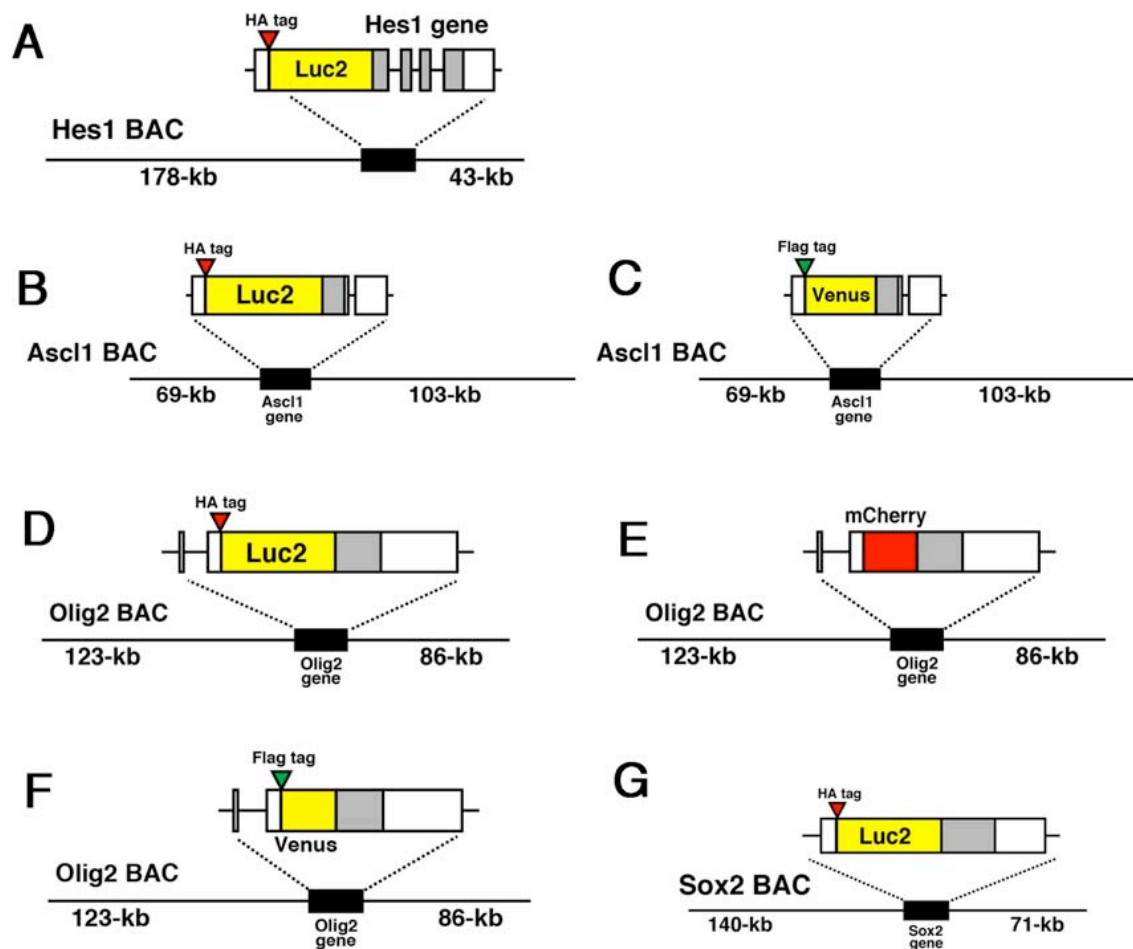 A
HA tag
Hes1 gene
Luc2
Hes1 BAC
178-kb 43-kb
B
HA tag
Luc2
Ascl1 BAC
69-kb 103-kb
Ascl1
gene
C
Flag tag
Venus
Ascl1 BAC
69-kb 103-kb
Ascl1
gene
D
HA tag
Luc2
Olig2 BAC
123-kb 86-kb
Olig2
gene
E
mCherry
Olig2 BAC
123-kb 86-kb
Olig2
gene
F
Flag tag
Venus
Olig2 BAC
123-kb 86-kb
Olig2
gene
G
HA tag
Luc2
Sox2 BAC
140-kb 71-kb
Sox2
gene